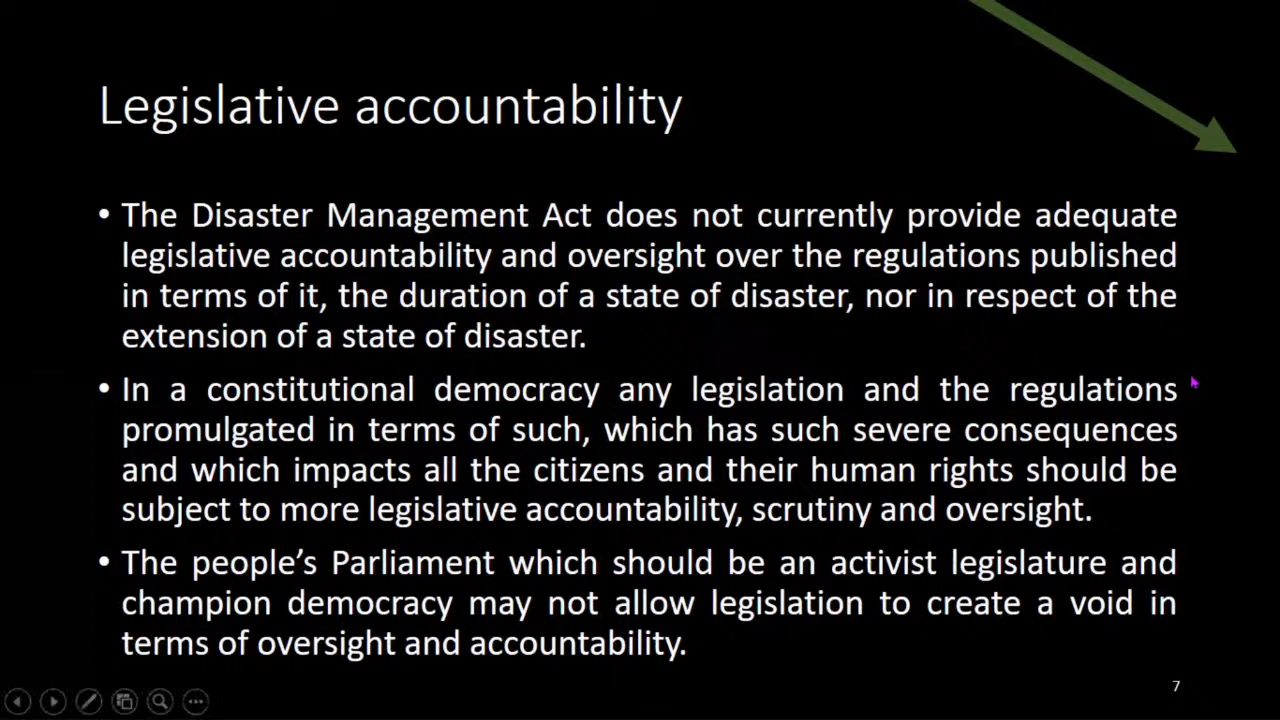 Legislative accountability
• The Disaster Management Act does not currently provide adequate
legislative accountability and oversight over the regulations published
in terms of it, the duration of a state of disaster, nor in respect of the
extension of a state of disaster.
• In a constitutional democracy any legislation and the regulations
promulgated in terms of such, which has such severe consequences
and which impacts all the citizens and their human rights should be
subject to more legislative accountability, scrutiny and oversight.
• The people’s Parliament which should be an activist legislature and
champion democracy may not allow legislation to create a void in
terms of oversight and accountability.
7